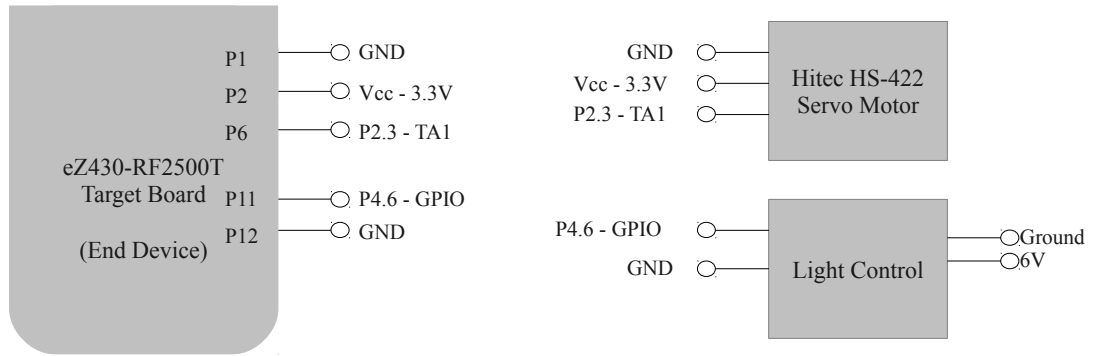 P1
GND
P2
Vcc - 3.3V
P6
P2.3 - TA1
eZ430-RF2500T
Target Board
(End Device)
P11
P4.6 - GPIO
P12
GND
GND
Vcc - 3.3V
P2.3 - TA1
Hitec HS-422
Servo Motor
P4.6 - GPIO
GND
Light Control
Ground
6V